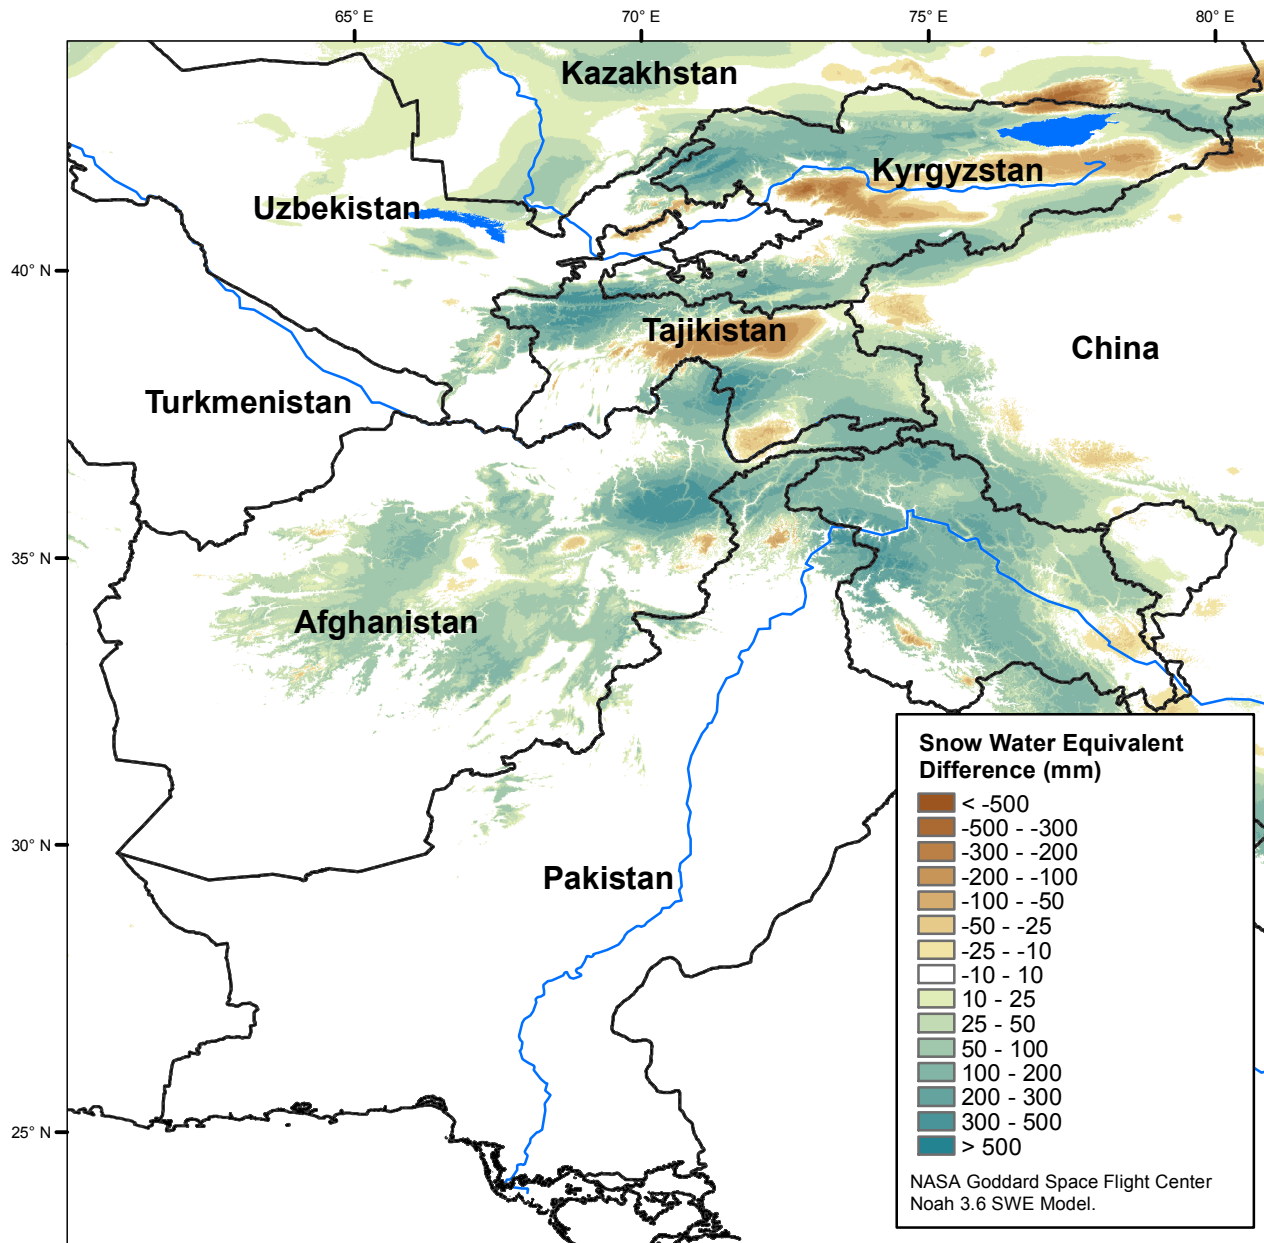 65° E
70° E
75° E
80° E
Kazakhstan
Kyrgyzstan
Uzbekistan
40° N
Tajikistan
China
Turkmenistan
35° N
Afghanistan
30° N
Pakistan
25° N
Snow Water Equivalent
Difference (mm)
< -500
-500 - -300
-300 - -200
-200 - -100
-100 - -50
-50 - -25
-25 - -10
-10 - 10
10 - 25
25 - 50
50 - 100
100 - 200
200 - 300
300 - 500
> 500
NASA Goddard Space Flight Center
Noah 3.6 SWE Model.